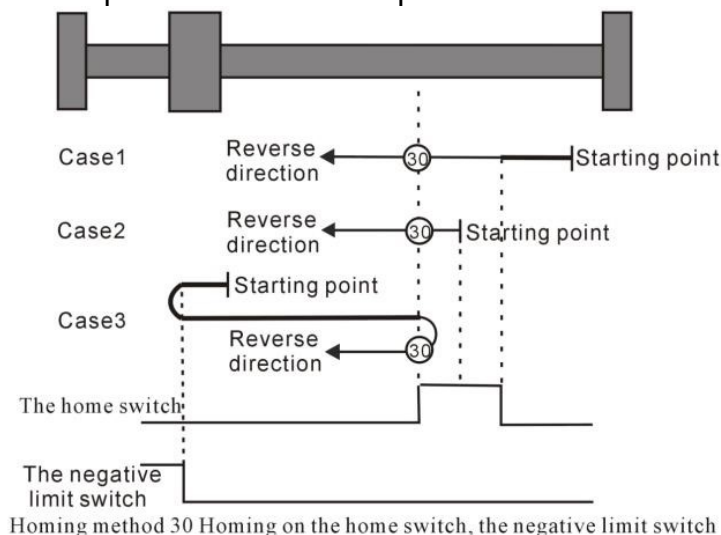 Case1
Reverse
direction
30
Starting point
Case2
Reverse
direction
30
Starting point
Starting point
Case3
Reverse
direction
30
The home switch
The negative
limit switch
Homing method 30 Homing on the home switch, the negative limit switch